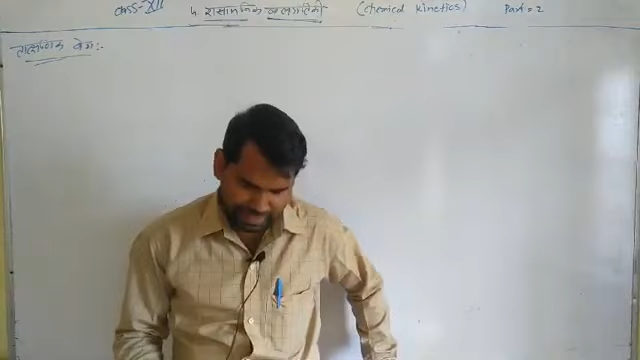 class-XII 4 रासायनिक बलगतिकी (Chemical Kinetics) Part = 2
तात्क्षणिक वेग:-